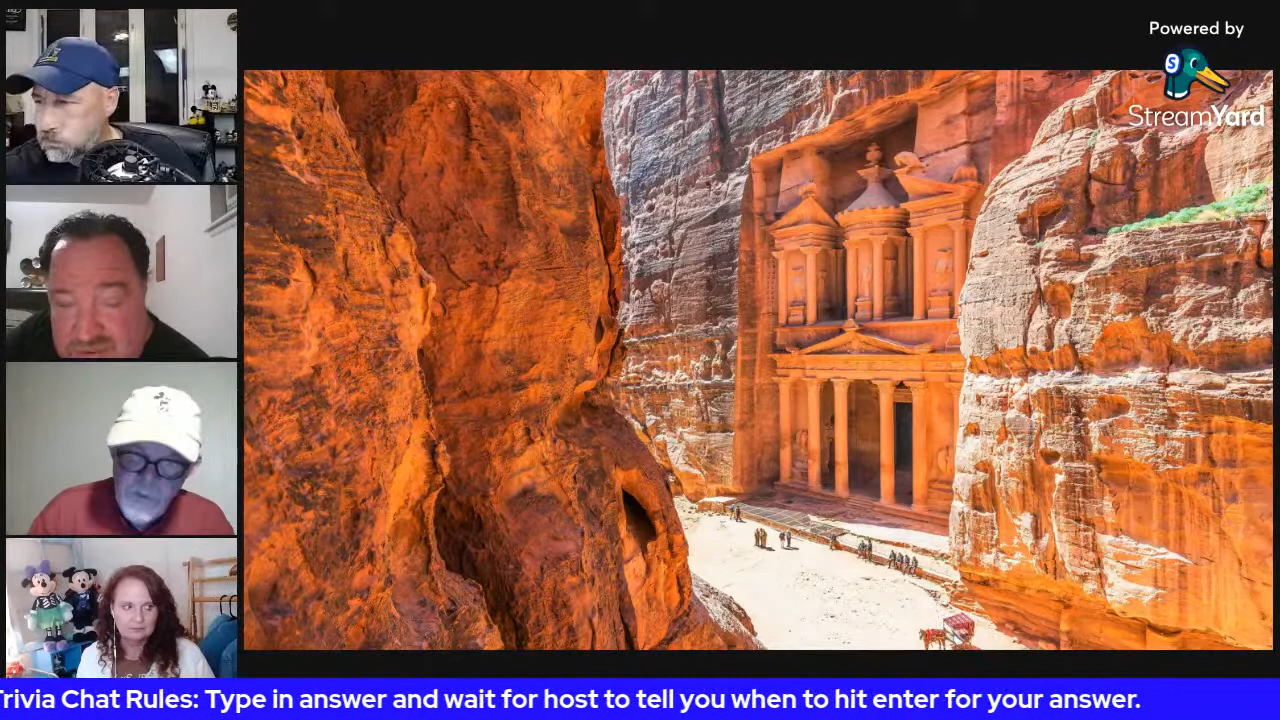 Powered by
StreamYard
Trivia Chat Rules: Type in answer and wait for host to tell you when to hit enter for your answer.